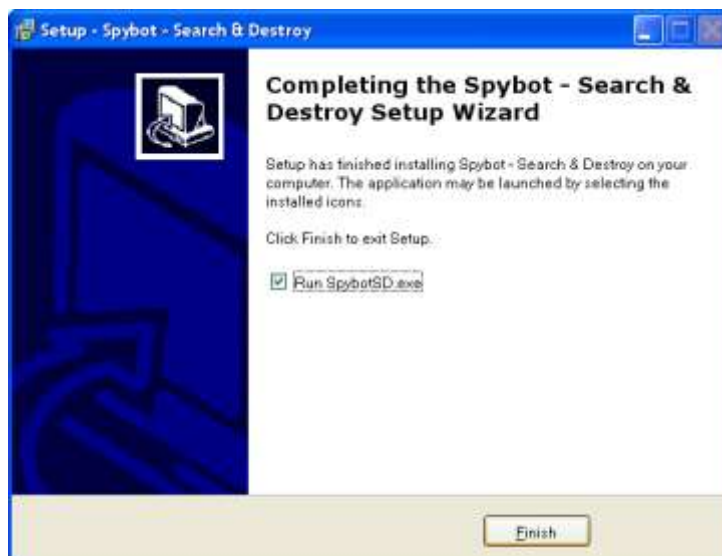 Setup - Spybot - Search & Destroy
Completing the Spybot - Search &
Destroy Setup Wizard
Setup has finished installing Spybot - Search & Destroy on your
computer. The application may be launched by selecting the
installed icons.
Click Finish to exit Setup.
Run SpybotSD.exe
Finish